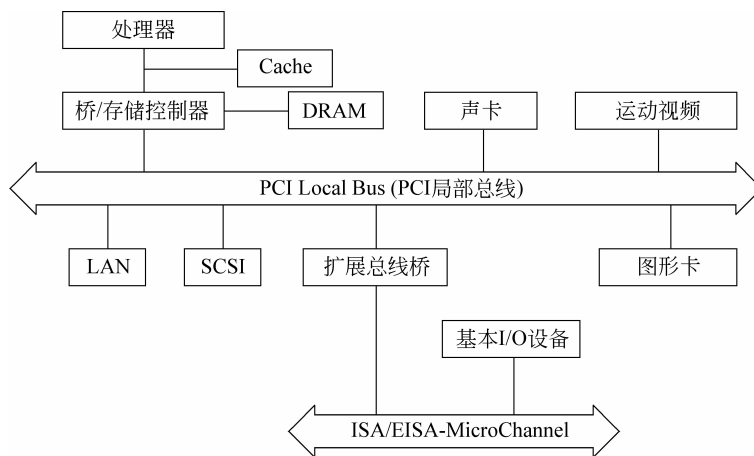 处理器
Cache
桥/存储控制器
DRAM
声卡
运动视频
PCI Local Bus (PCI局部总线)
LAN
SCSI
扩展总线桥
图形卡
基本I/O设备
ISA/EISA-MicroChannel